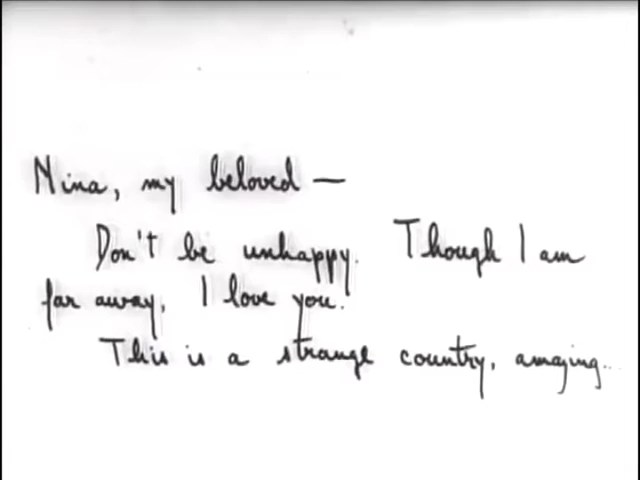 Nina, my beloved —
Don't be unhappy. Though I am
far away, I love you.
This is a strange country, amazing..